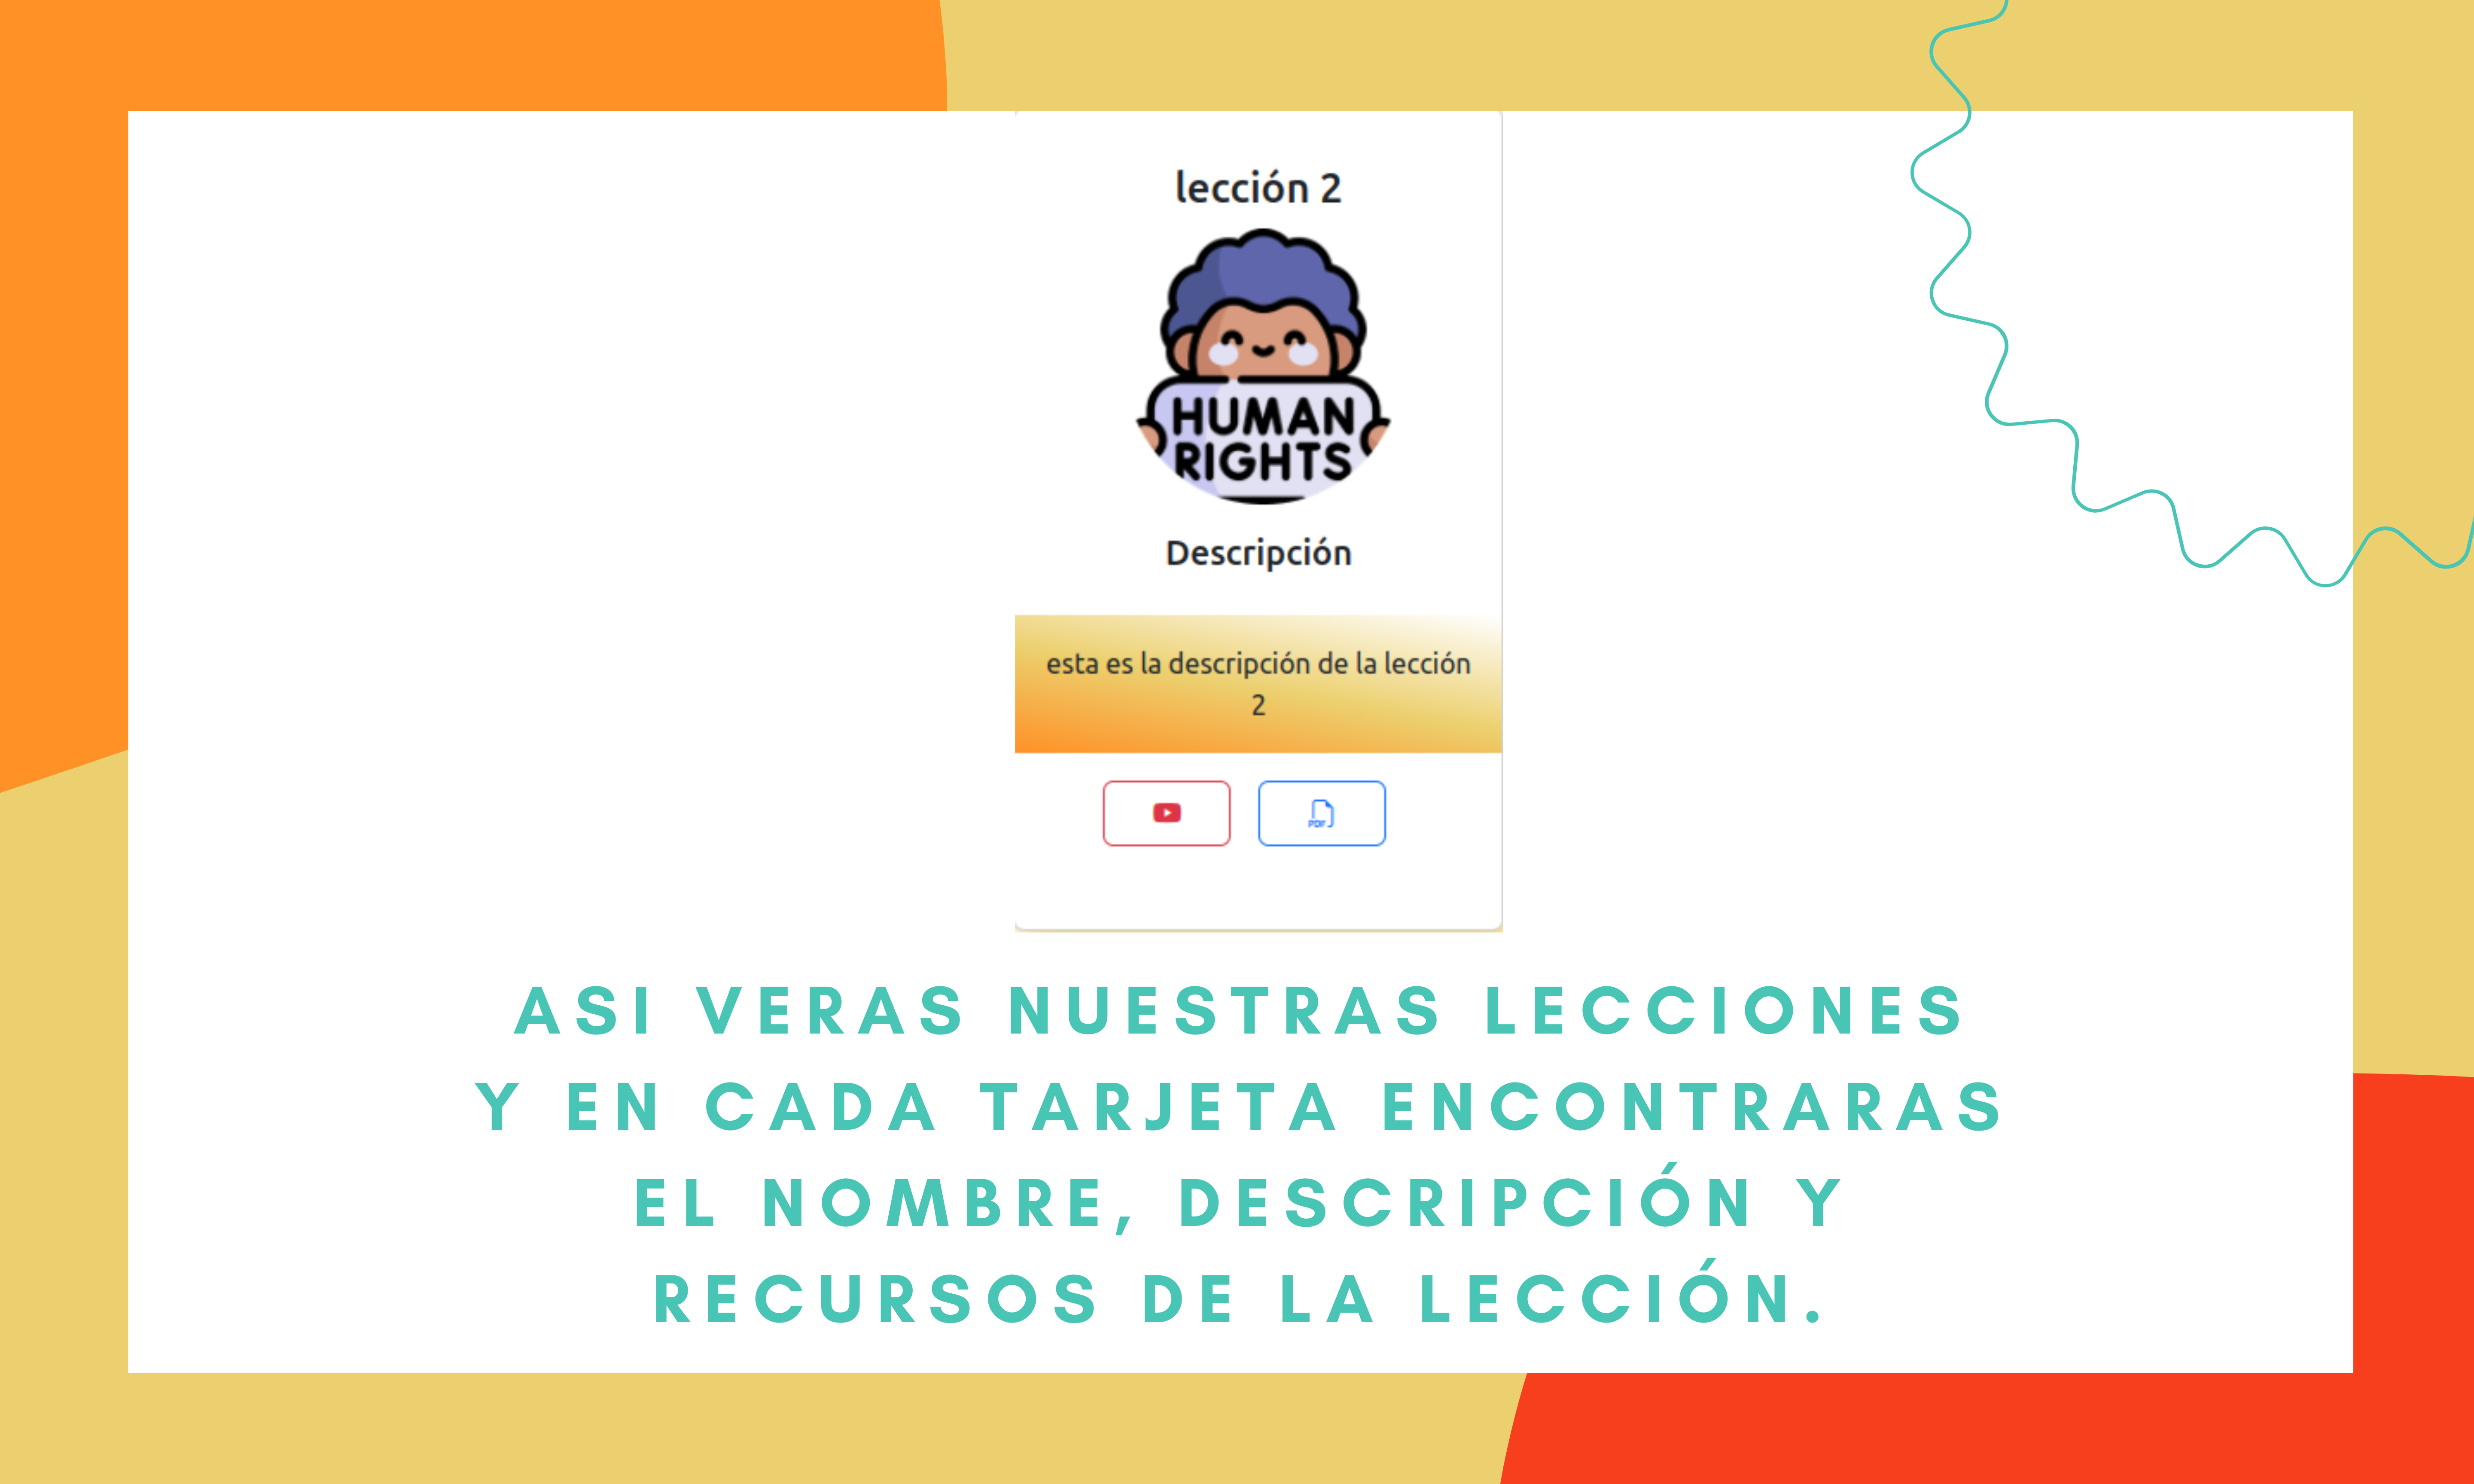 lección 2
HUMAN
RIGHTS
Descripción
esta es la descripción de la lección
2
PDF
ASI VERAS NUESTRAS LECCIONES
Y EN CADA TARJETA ENCONTRARAS
EL NOMBRE, DESCRIPCIÓN Y
RECURSOS DE LA LECCIÓN.